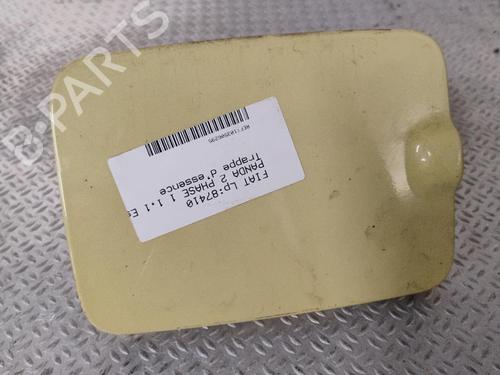 B-PARTS
FIAT Lp:87410
PANDA 2 PHASE 1 1.1 E
Trappe d'essence